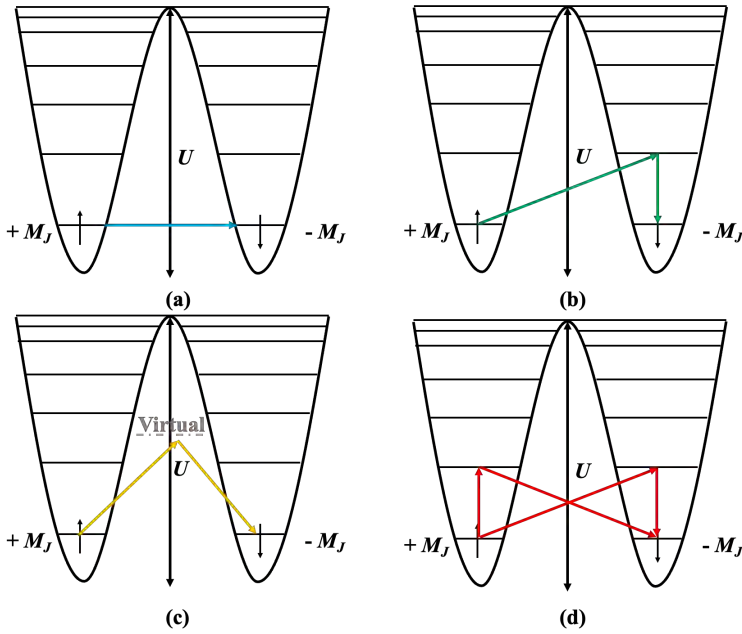 U
+ M_J
- M_J
(a)
U
+ M_J
- M_J
(b)
Virtual
U
+ M_J
- M_J
(c)
U
+ M_J
- M_J
(d)